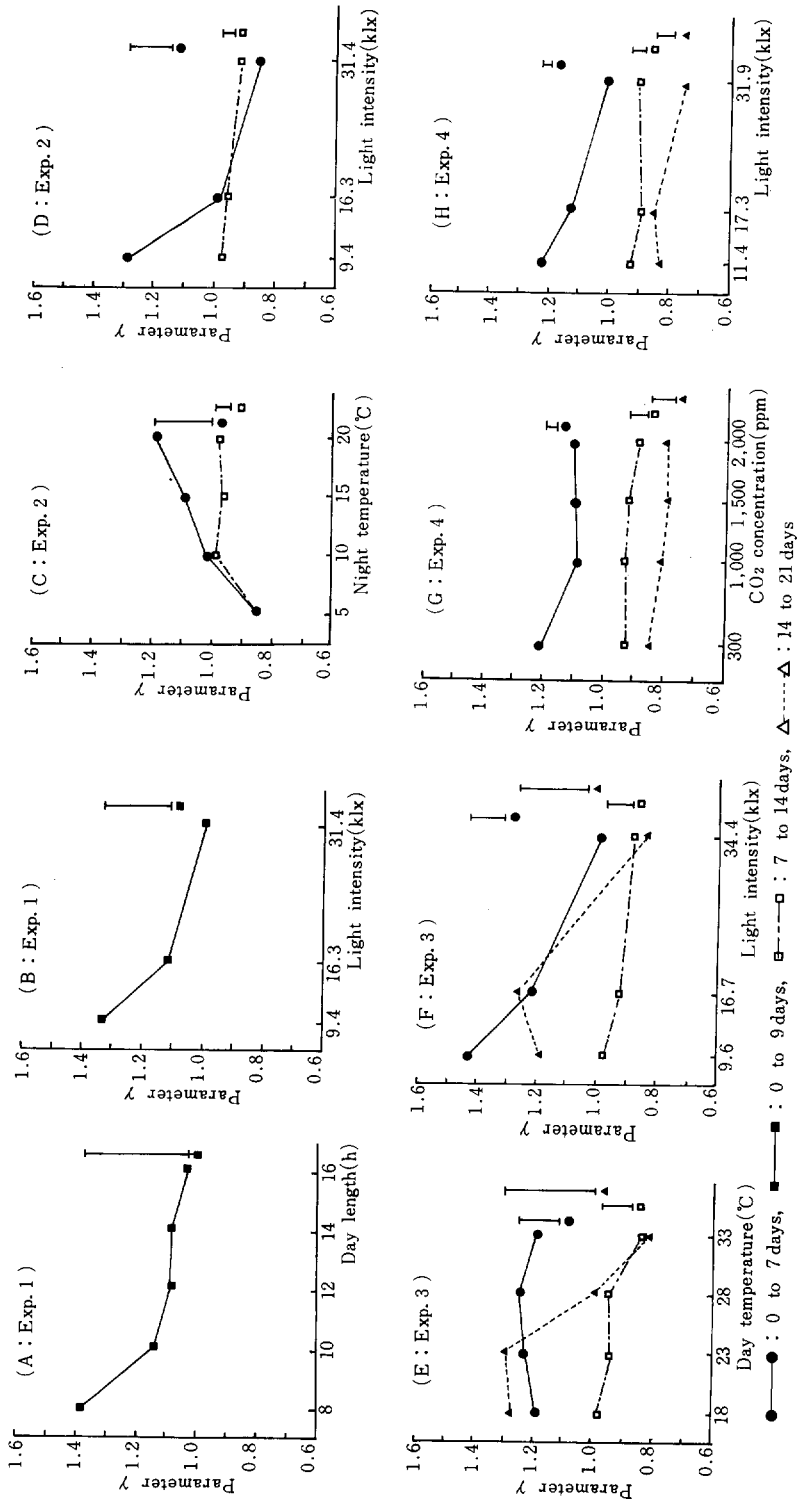 (A : Exp. 1)
Parameter γ
1.6
1.4
1.2
1.0
0.8
0.6
8 10 12 14 16
Day length(h)
(B : Exp. 1)
Parameter γ
1.6
1.4
1.2
1.0
0.8
0.6
9.4 16.3 31.4
Light intensity(klx)
(C : Exp. 2)
Parameter γ
1.6
1.4
1.2
1.0
0.8
0.6
5 10 15 20
Night temperature(℃)
(D : Exp. 2)
Parameter γ
1.6
1.4
1.2
1.0
0.8
0.6
9.4 16.3 31.4
Light intensity(klx)
(E : Exp. 3)
Parameter γ
1.6
1.4
1.2
1.0
0.8
0.6
18 23 28 33
Day temperature(℃)
(F : Exp. 3)
Parameter γ
1.6
1.4
1.2
1.0
0.8
0.6
9.6 16.7 34.4
Light intensity(klx)
(G : Exp. 4)
Parameter γ
1.6
1.4
1.2
1.0
0.8
0.6
300 1,000 1,500 2,000
CO2 concentration(ppm)
(H : Exp. 4)
Parameter γ
1.6
1.4
1.2
1.0
0.8
0.6
11.4 17.3 31.9
Light intensity(klx)
: 0 to 7 days, : 0 to 9 days, : 7 to 14 days, : 14 to 21 days